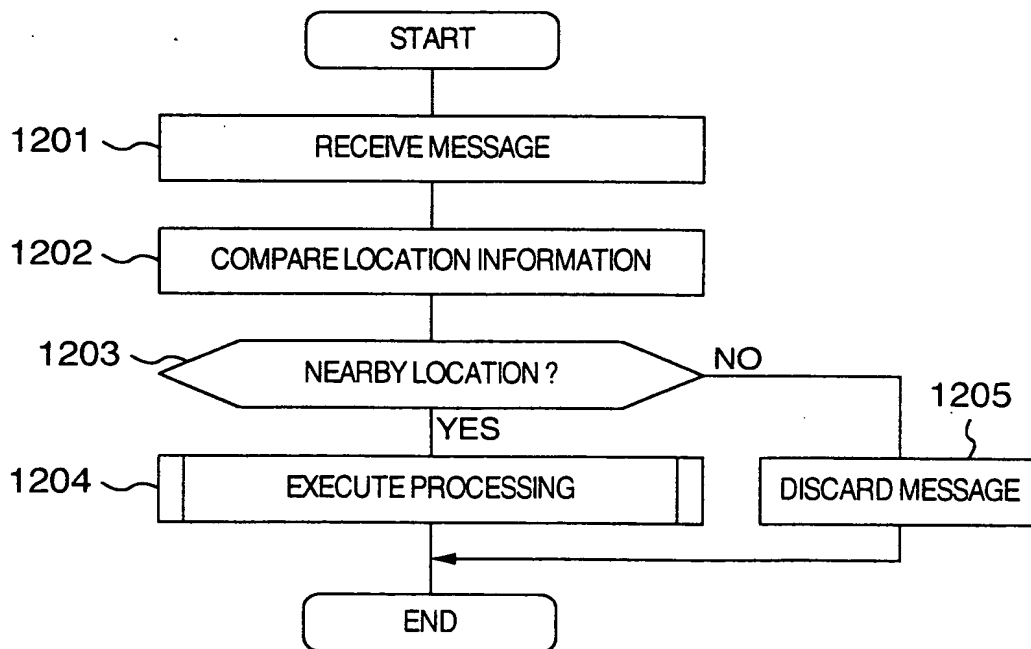 START
1201
RECEIVE MESSAGE
1202
COMPARE LOCATION INFORMATION
1203
NEARBY LOCATION ?
NO
YES
1205
1204
EXECUTE PROCESSING
DISCARD MESSAGE
END